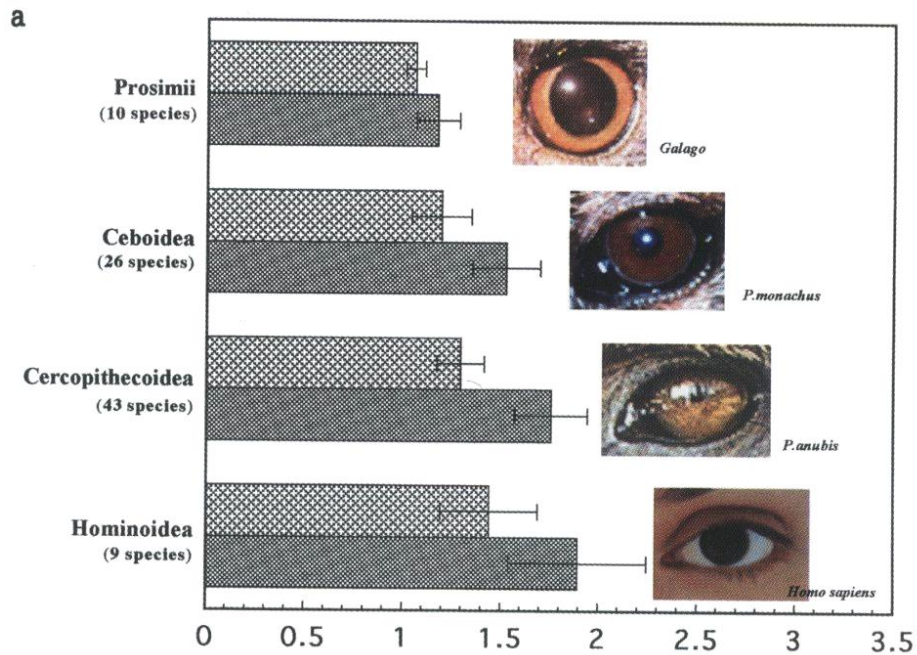 a
Prosimii
(10 species)
Galago
Ceboidea
(26 species)
P.monachus
Cercopithecoidea
(43 species)
P.anubis
Hominoidea
(9 species)
Homo sapiens
0 0.5 1 1.5 2 2.5 3 3.5